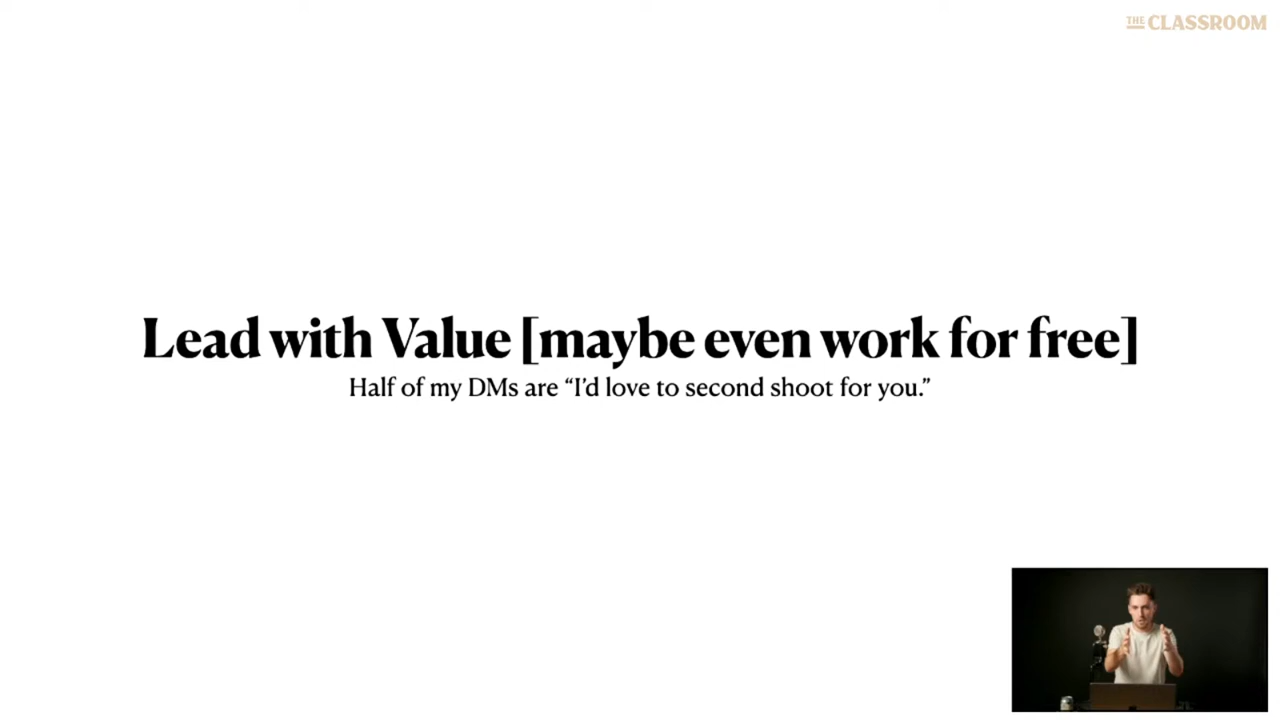 THE CLASSROOM
Lead with Value [maybe even work for free]
Half of my DMs are “I’d love to second shoot for you.”